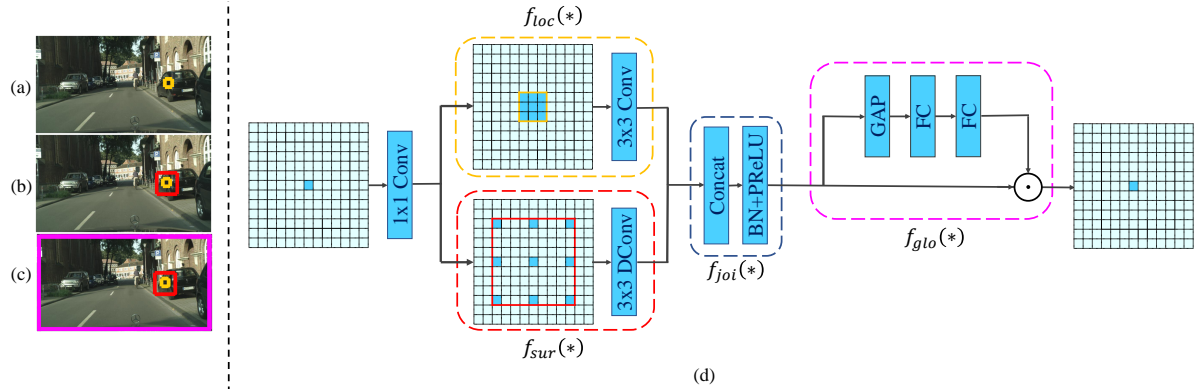 (a)
(b)
(c)
1x1 Conv
f_loc(*)
3x3 Conv
f_sur(*)
3x3 DConv
Concat
BN+PReLU
f_joi(*)
GAP
FC
FC
f_glo(*)
(d)